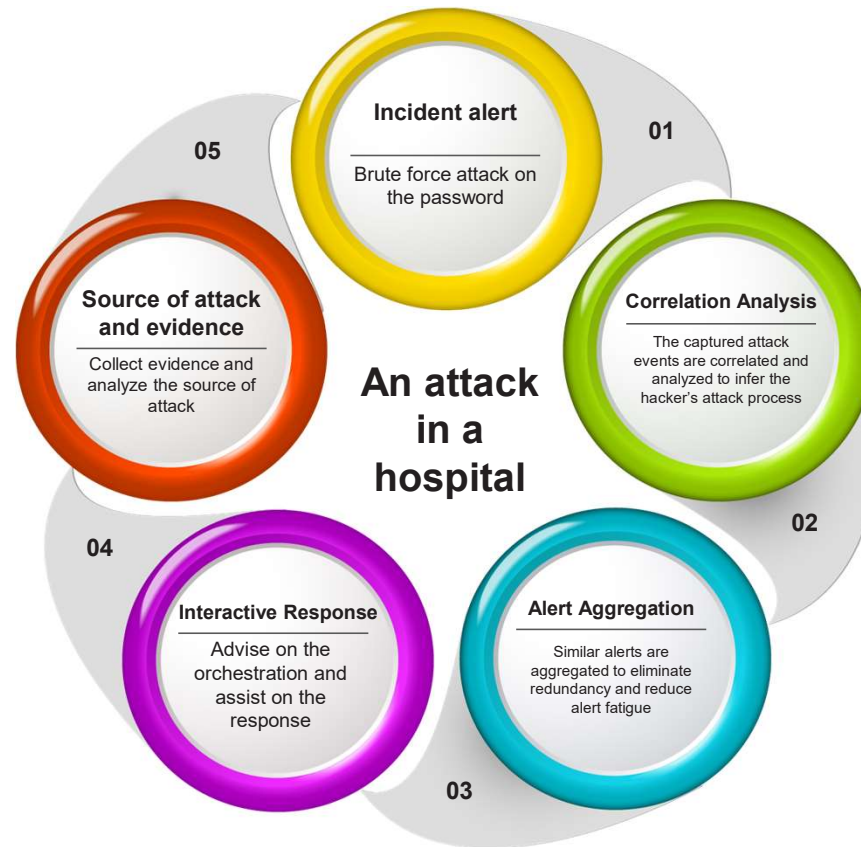 Incident alert
Brute force attack on
the password
01
Correlation Analysis
The captured attack
events are correlated and
analyzed to infer the
hacker's attack process
02
Alert Aggregation
Similar alerts are
aggregated to eliminate
redundancy and reduce
alert fatigue
03
Interactive Response
Advise on the
orchestration and
assist on the
response
04
Source of attack
and evidence
Collect evidence and
analyze the source of
attack
05
An attack
in a
hospital